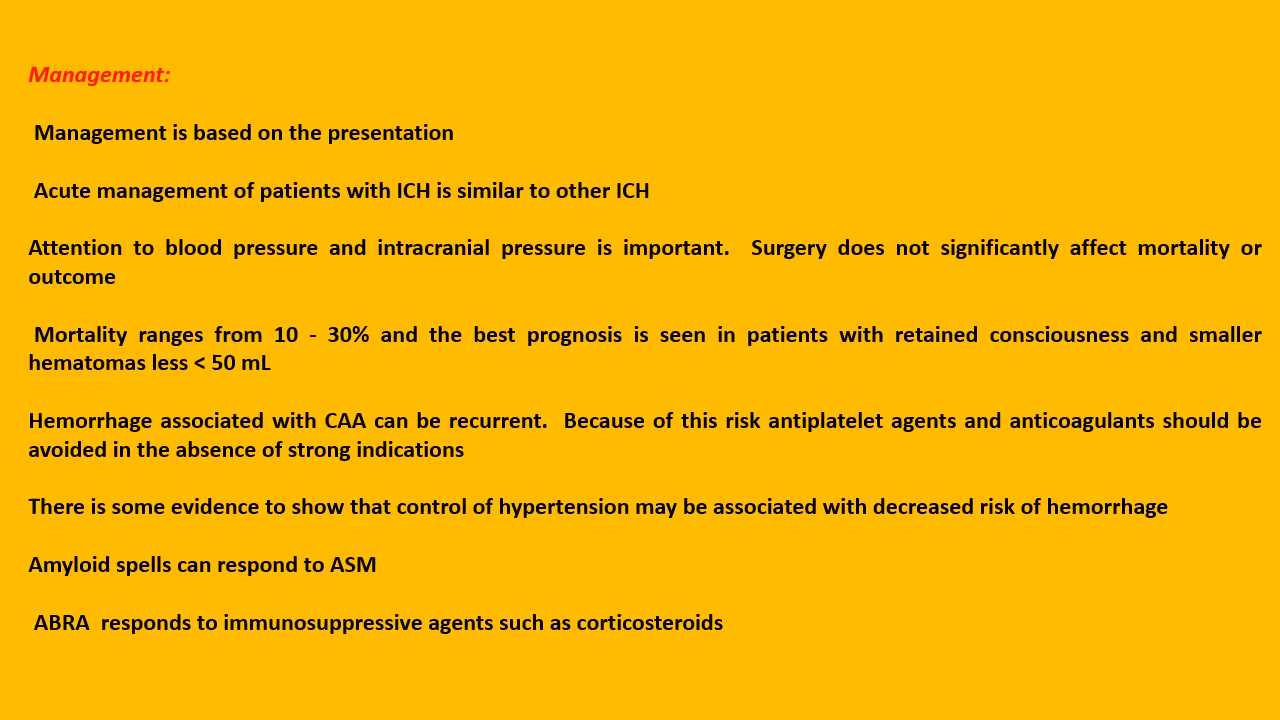 Management:
Management is based on the presentation
Acute management of patients with ICH is similar to other ICH
Attention to blood pressure and intracranial pressure is important.  Surgery does not significantly affect mortality or
outcome
Mortality ranges from 10 - 30% and the best prognosis is seen in patients with retained consciousness and smaller
hematomas less < 50 mL
Hemorrhage associated with CAA can be recurrent.  Because of this risk antiplatelet agents and anticoagulants should be
avoided in the absence of strong indications
There is some evidence to show that control of hypertension may be associated with decreased risk of hemorrhage
Amyloid spells can respond to ASM
ABRA  responds to immunosuppressive agents such as corticosteroids